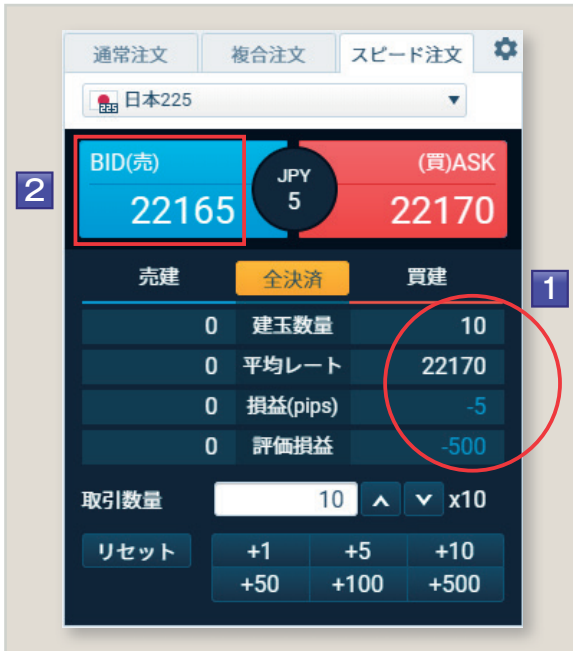 通常注文 複合注文 スピード注文
225 日本225
BID(売) JPY (買)ASK
2 22165 5 22170
売建 全決済 買建
1
0 建玉数量 10
0 平均レート 22170
0 損益(pips) -5
0 評価損益 -500
取引数量 10 x10
リセット +1 +5 +10
+50 +100 +500